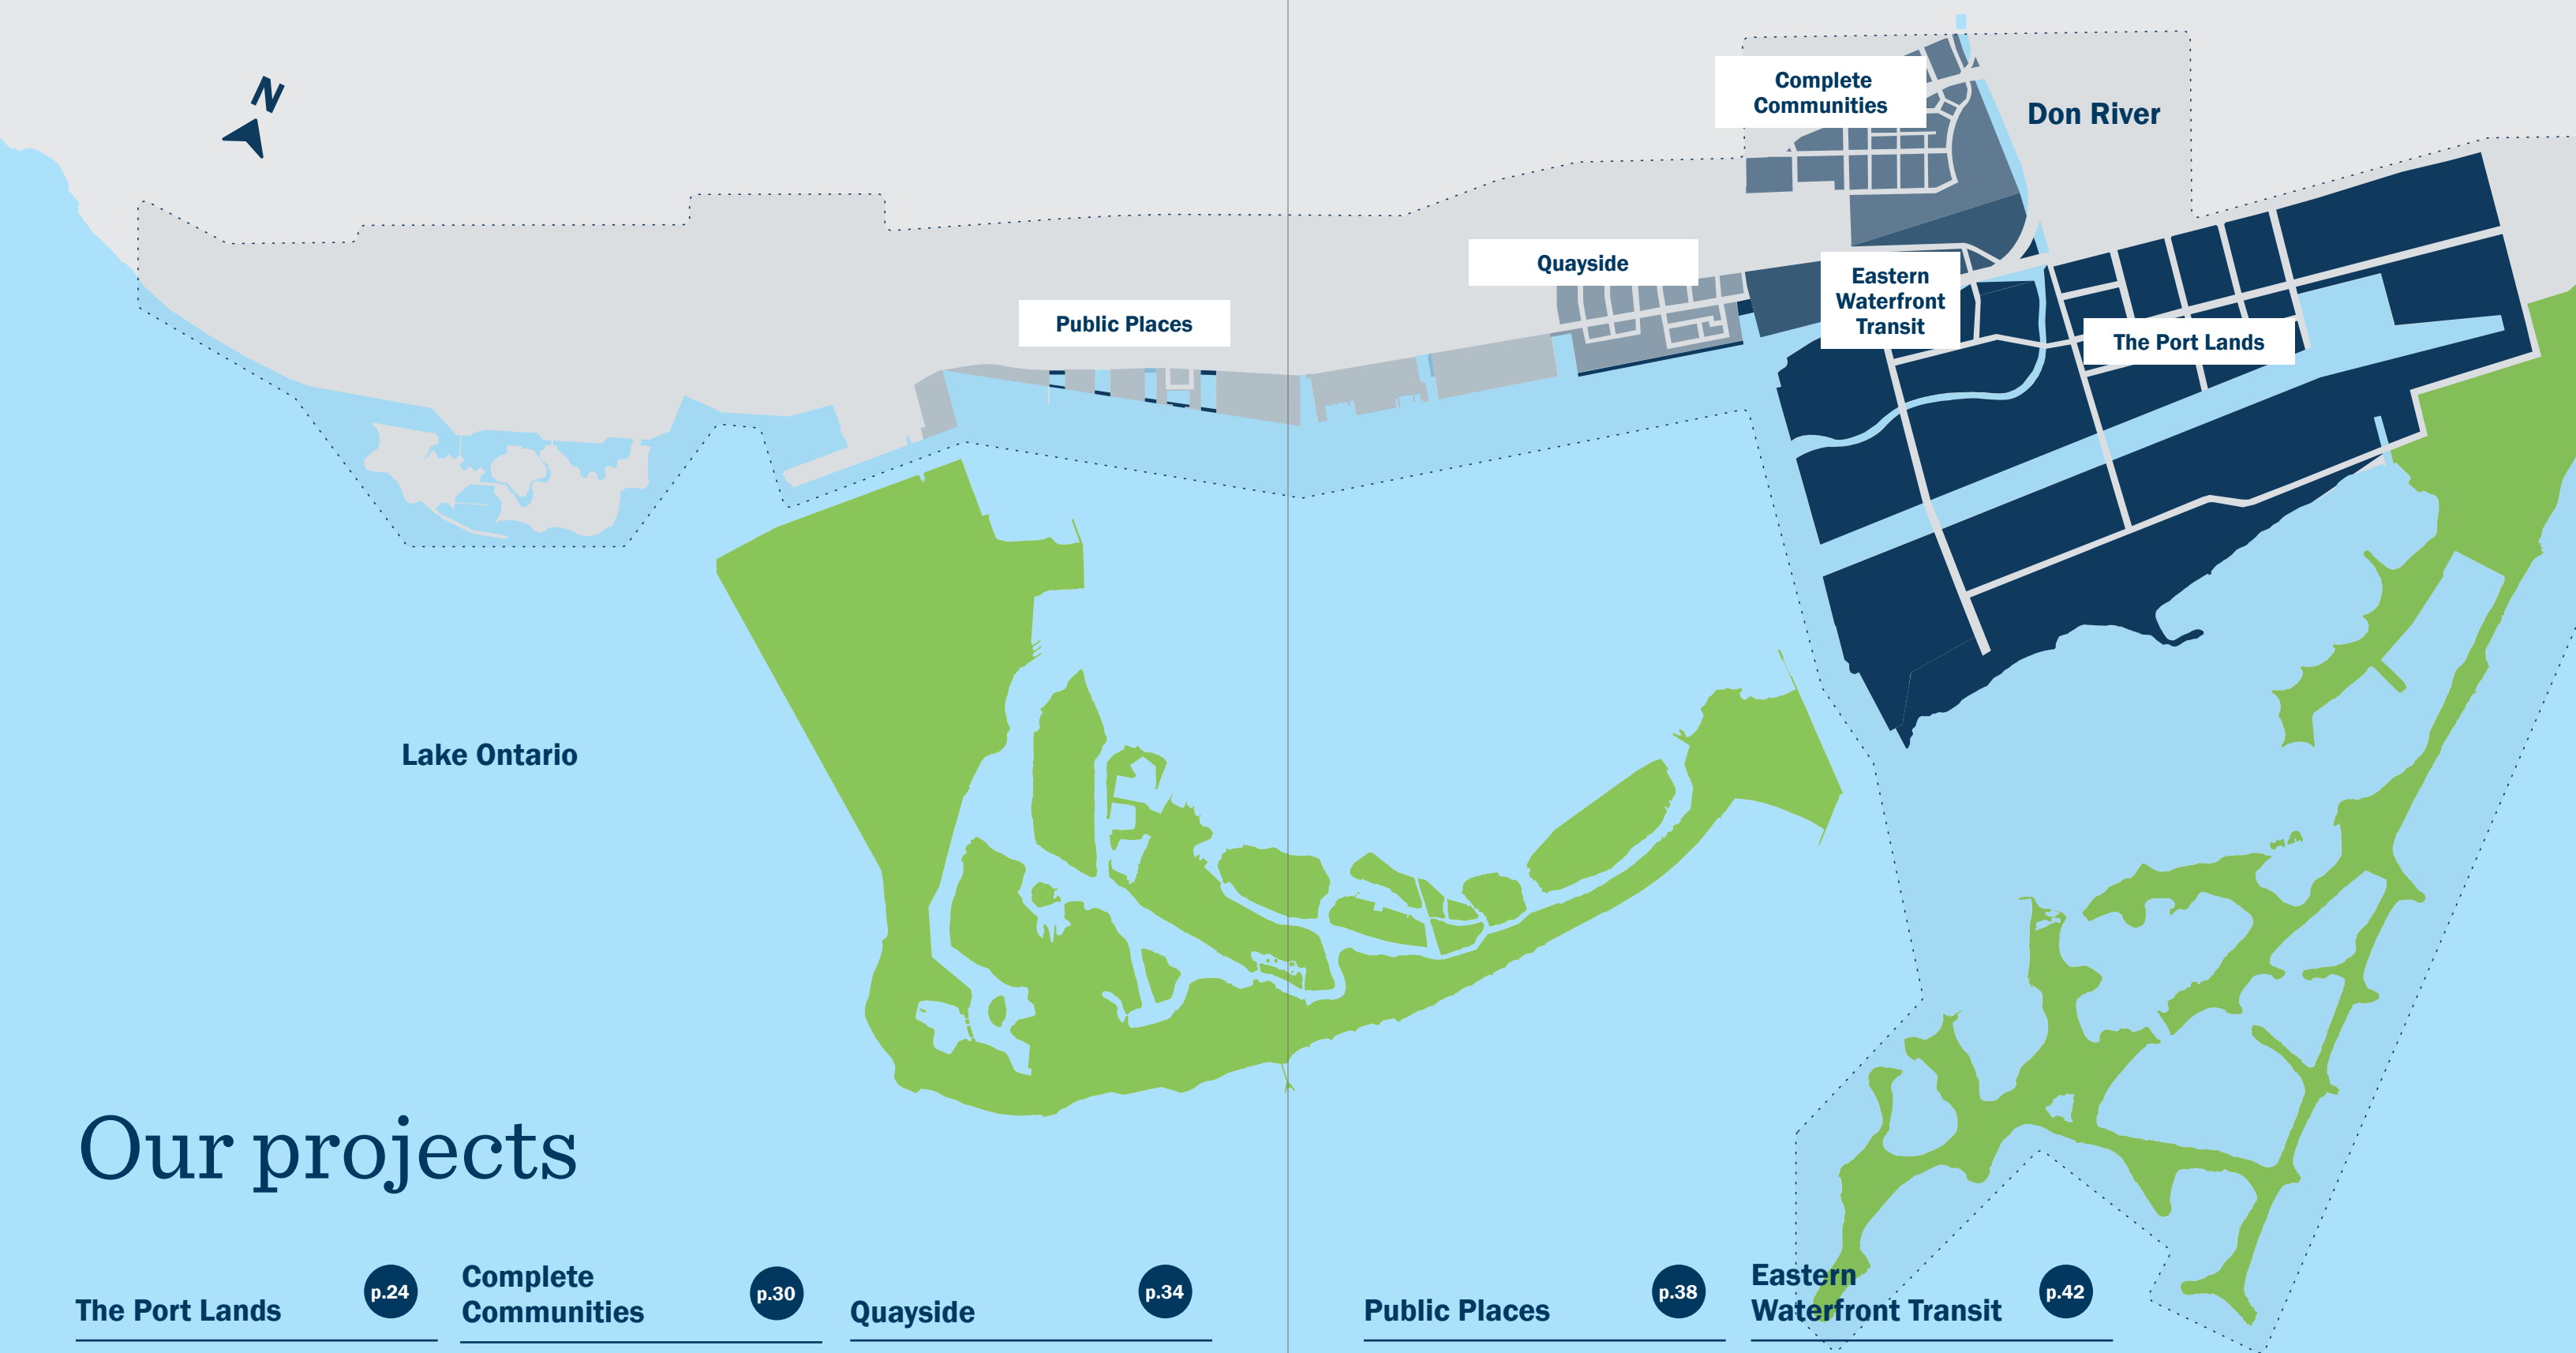 N
Complete
Communities
Don River
Quayside
Eastern
Waterfront
Transit
Public Places
The Port Lands
Lake Ontario
Our projects
The Port Lands
p.24
Complete
Communities
p.30
Quayside
p.34
Public Places
p.38
Eastern
Waterfront Transit
p.42